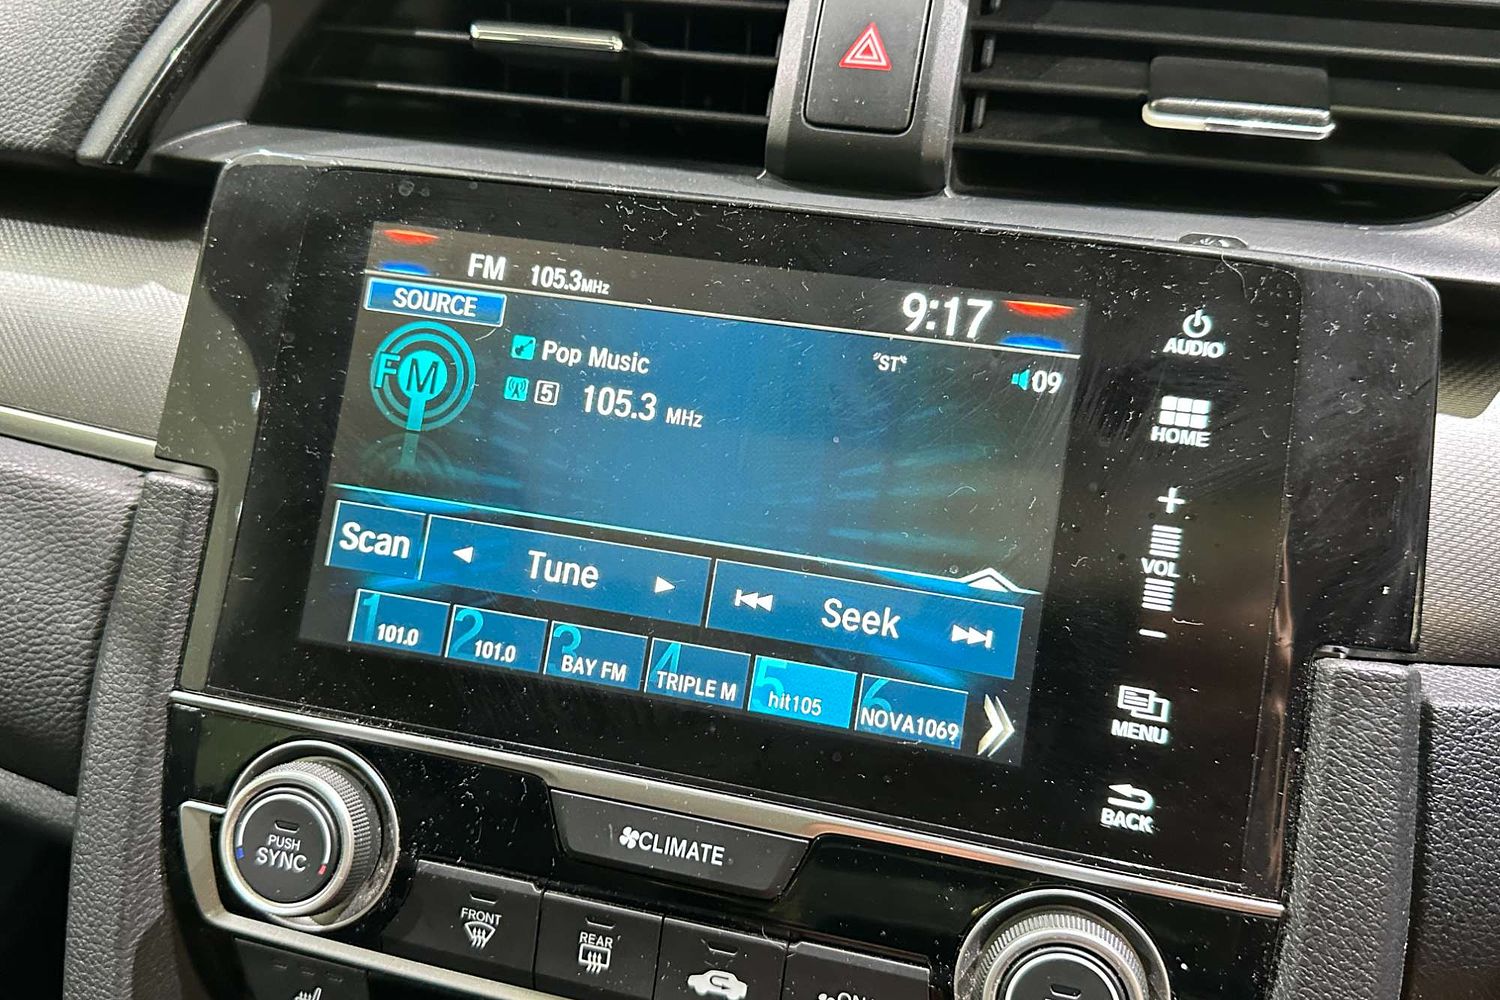 FM 105.3MHz
9:17
SOURCE
FM
Pop Music
"ST"
09
5 105.3 MHz
Scan
Tune
Seek
1 101.0
2 101.0
3 BAY FM
4 TRIPLE M
5 hit105
6 NOVA1069
AUDIO
HOME
+
VOL
−
MENU
BACK
PUSH
SYNC
CLIMATE
FRONT
REAR